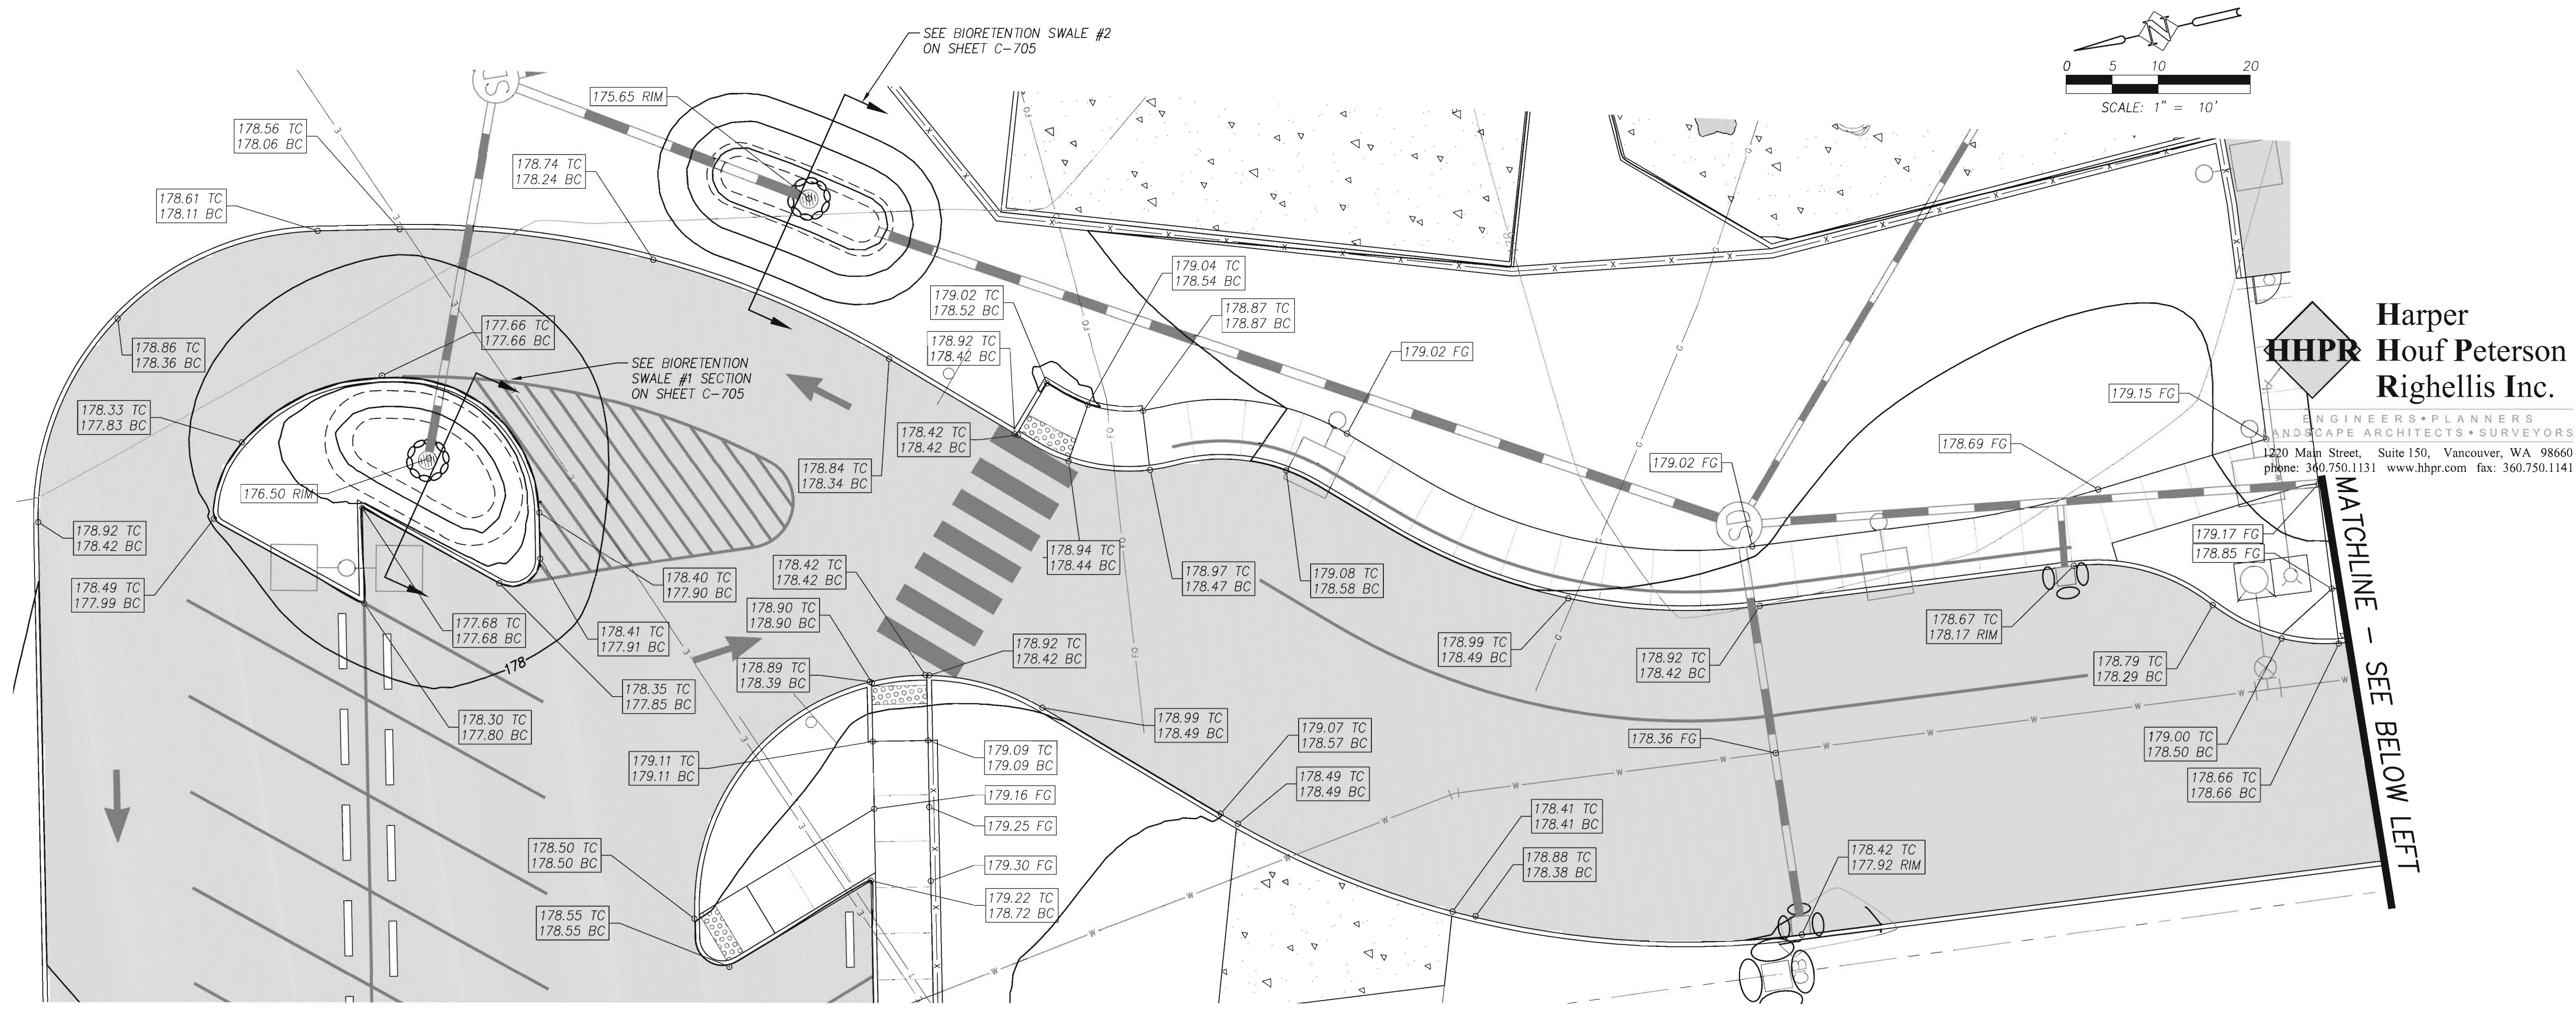 SEE BIORETENTION SWALE #2
ON SHEET C-705
N
0 5 10 20
SCALE: 1" = 10'
175.65 RIM
178.56 TC
178.06 BC
178.74 TC
178.24 BC
178.61 TC
178.11 BC
178.86 TC
178.36 BC
177.66 TC
177.66 BC
SEE BIORETENTION
SWALE #1 SECTION
ON SHEET C-705
178.33 TC
177.83 BC
176.50 RIM
178.92 TC
178.42 BC
178.49 TC
177.99 BC
178.84 TC
178.34 BC
178.92 TC
178.42 BC
179.02 TC
178.52 BC
179.04 TC
178.54 BC
178.87 TC
178.87 BC
179.02 FG
178.42 TC
178.42 BC
178.94 TC
178.44 BC
178.97 TC
178.47 BC
179.08 TC
178.58 BC
179.02 FG
178.69 FG
179.15 FG
HHPR
Harper
Houf Peterson
Righellis Inc.
ENGINEERS•PLANNERS
LANDSCAPE ARCHITECTS•SURVEYORS
1220 Main Street, Suite 150, Vancouver, WA 98660
phone: 360.750.1131 www.hhpr.com fax: 360.750.1141
MATCHLINE - SEE BELOW LEFT
179.17 FG
178.85 FG
178.40 TC
177.90 BC
178.42 TC
178.42 BC
178.90 TC
178.90 BC
177.68 TC
177.68 BC
178.41 TC
177.91 BC
178
178.35 TC
177.85 BC
178.30 TC
177.80 BC
178.89 TC
178.39 BC
178.92 TC
178.42 BC
178.99 TC
178.49 BC
178.92 TC
178.42 BC
178.67 TC
178.17 RIM
178.79 TC
178.29 BC
179.00 TC
178.50 BC
178.66 TC
178.66 BC
178.36 FG
178.99 TC
178.49 BC
179.07 TC
178.57 BC
178.49 TC
178.49 BC
179.11 TC
179.11 BC
179.09 TC
179.09 BC
179.16 FG
179.25 FG
179.30 FG
179.22 TC
178.72 BC
178.50 TC
178.50 BC
178.55 TC
178.55 BC
178.41 TC
178.41 BC
178.88 TC
178.38 BC
178.42 TC
177.92 RIM